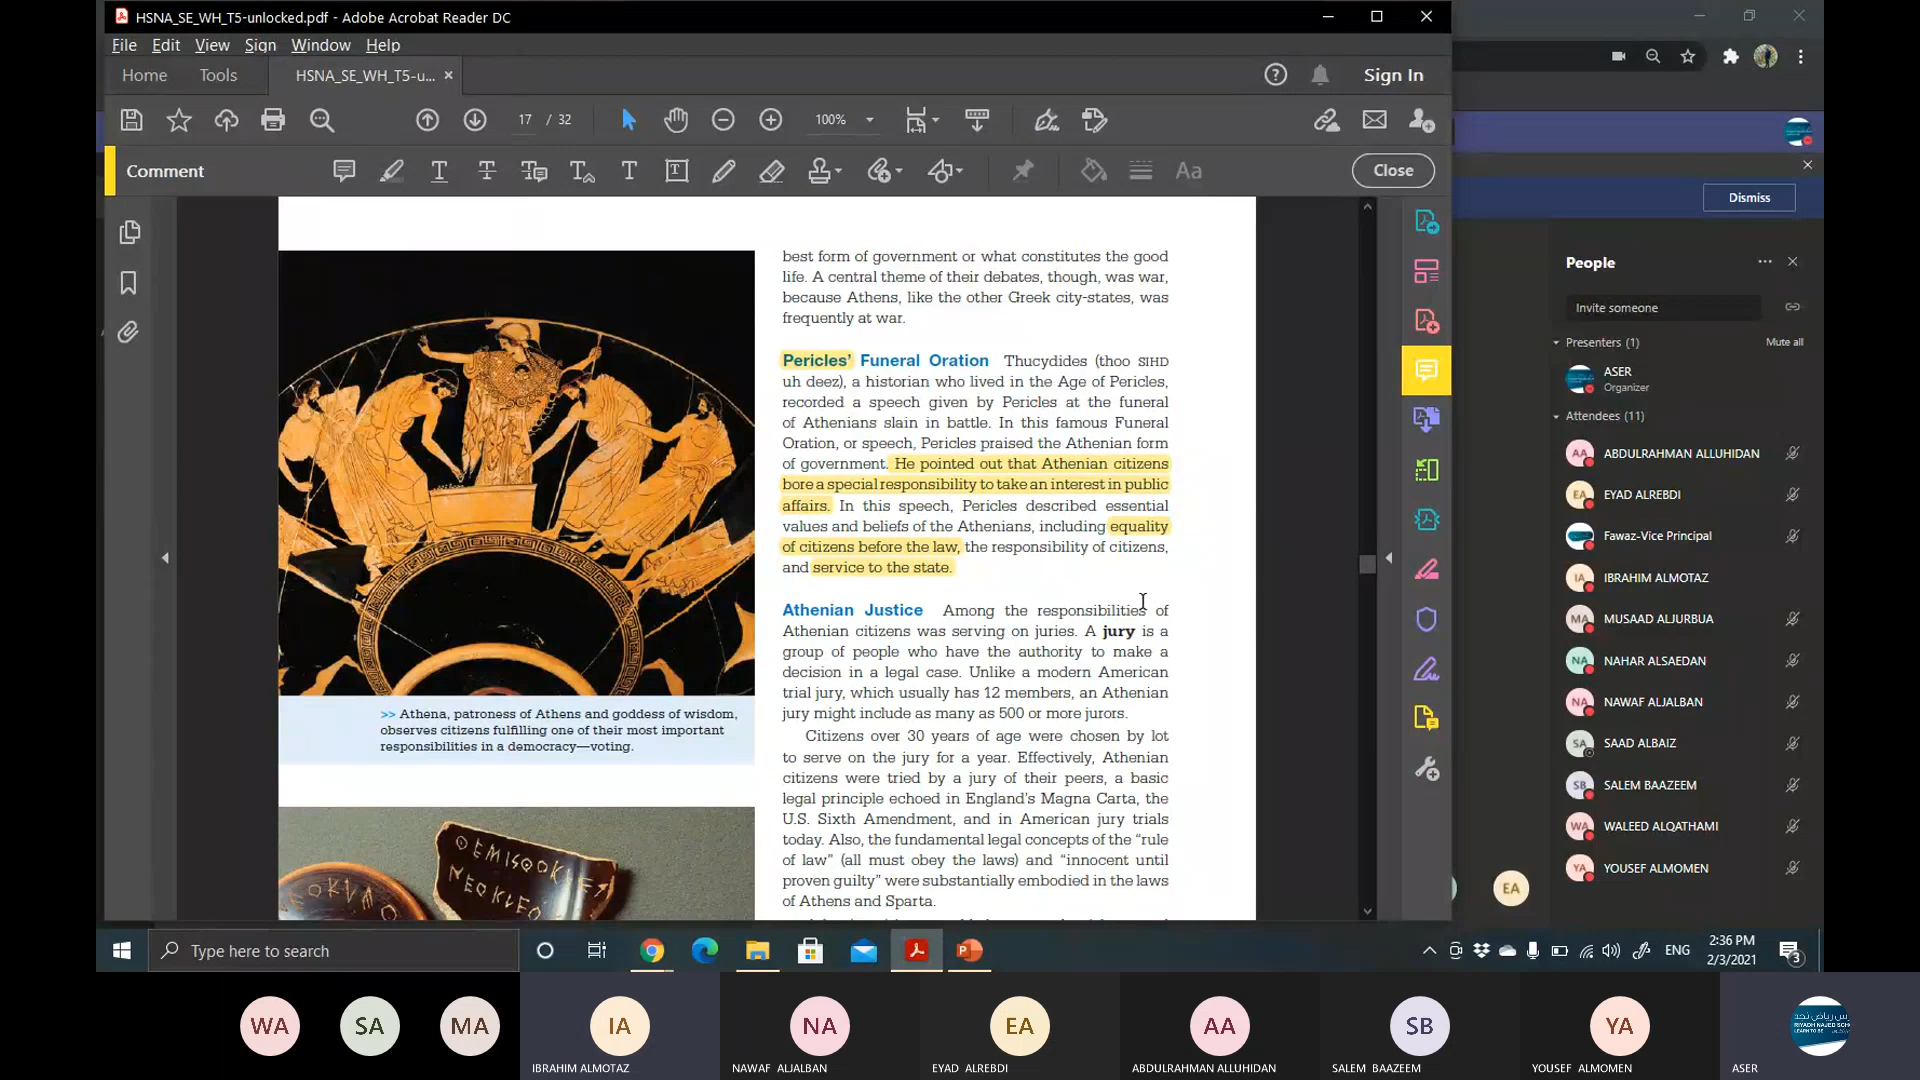 HSNA_SE_WH_T5-unlocked.pdf - Adobe Acrobat Reader DC
File Edit View Sign Window Help
Home Tools HSNA_SE_WH_T5-u... ×
Sign In
17 / 32
100%
Comment
Close
best form of government or what constitutes the good
life. A central theme of their debates, though, was war,
because Athens, like the other Greek city-states, was
frequently at war.
Pericles' Funeral Oration Thucydides (thoo SIHD
uh deez), a historian who lived in the Age of Pericles,
recorded a speech given by Pericles at the funeral
of Athenians slain in battle. In this famous Funeral
Oration, or speech, Pericles praised the Athenian form
of government. He pointed out that Athenian citizens
bore a special responsibility to take an interest in public
affairs. In this speech, Pericles described essential
values and beliefs of the Athenians, including equality
of citizens before the law, the responsibility of citizens,
and service to the state.
Athenian Justice Among the responsibilities of
Athenian citizens was serving on juries. A jury is a
group of people who have the authority to make a
decision in a legal case. Unlike a modern American
trial jury, which usually has 12 members, an Athenian
jury might include as many as 500 or more jurors.
Citizens over 30 years of age were chosen by lot
to serve on the jury for a year. Effectively, Athenian
citizens were tried by a jury of their peers, a basic
legal principle echoed in England's Magna Carta, the
U.S. Sixth Amendment, and in American jury trials
today. Also, the fundamental legal concepts of the "rule
of law" (all must obey the laws) and "innocent until
proven guilty" were substantially embodied in the laws
of Athens and Sparta.
>> Athena, patroness of Athens and goddess of wisdom,
observes citizens fulfilling one of their most important
responsibilities in a democracy—voting.
Dismiss
People
Invite someone
Presenters (1) Mute all
ASER
Organizer
Attendees (11)
AA ABDULRAHMAN ALLUHIDAN
EA EYAD ALREBDI
Fawaz-Vice Principal
IA IBRAHIM ALMOTAZ
MA MUSAAD ALJURBUA
NA NAHAR ALSAEDAN
NA NAWAF ALJALBAN
SA SAAD ALBAIZ
SB SALEM BAAZEEM
WA WALEED ALQATHAMI
YA YOUSEF ALMOMEN
EA
Type here to search
ENG
2:36 PM
2/3/2021
3
WA SA MA IA NA EA AA SB YA
IBRAHIM ALMOTAZ
NAWAF ALJALBAN
EYAD ALREBDI
ABDULRAHMAN ALLUHIDAN
SALEM BAAZEEM
YOUSEF ALMOMEN
ASER